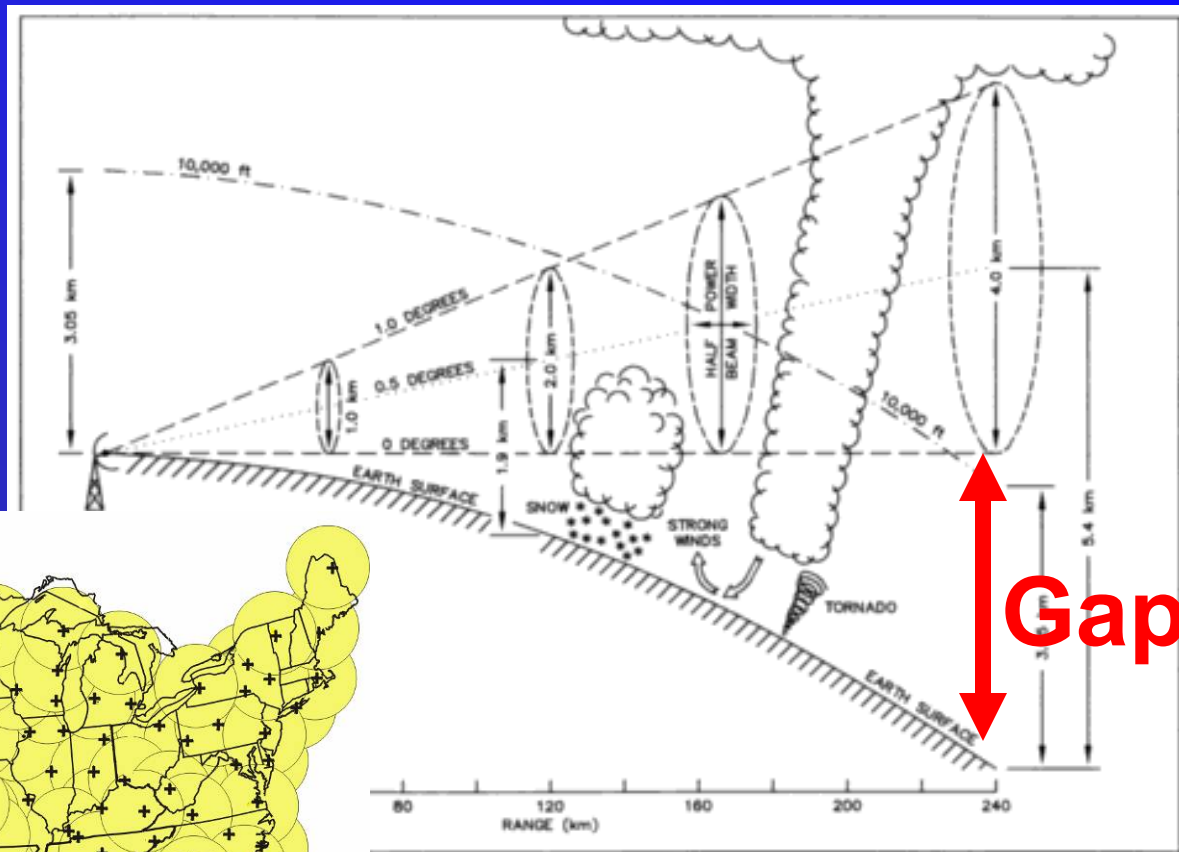 10,000 ft
3.05 km
1.0 DEGREES
0.5 DEGREES
0 DEGREES
1.0 km
2.0 km
1.9 km
HALF POWER
BEAM WIDTH
4.0 km
10,000 ft
5.4 km
EARTH SURFACE
SNOW
STRONG
WINDS
TORNADO
Gap
EARTH SURFACE
80 120 160 200 240
RANGE (km)